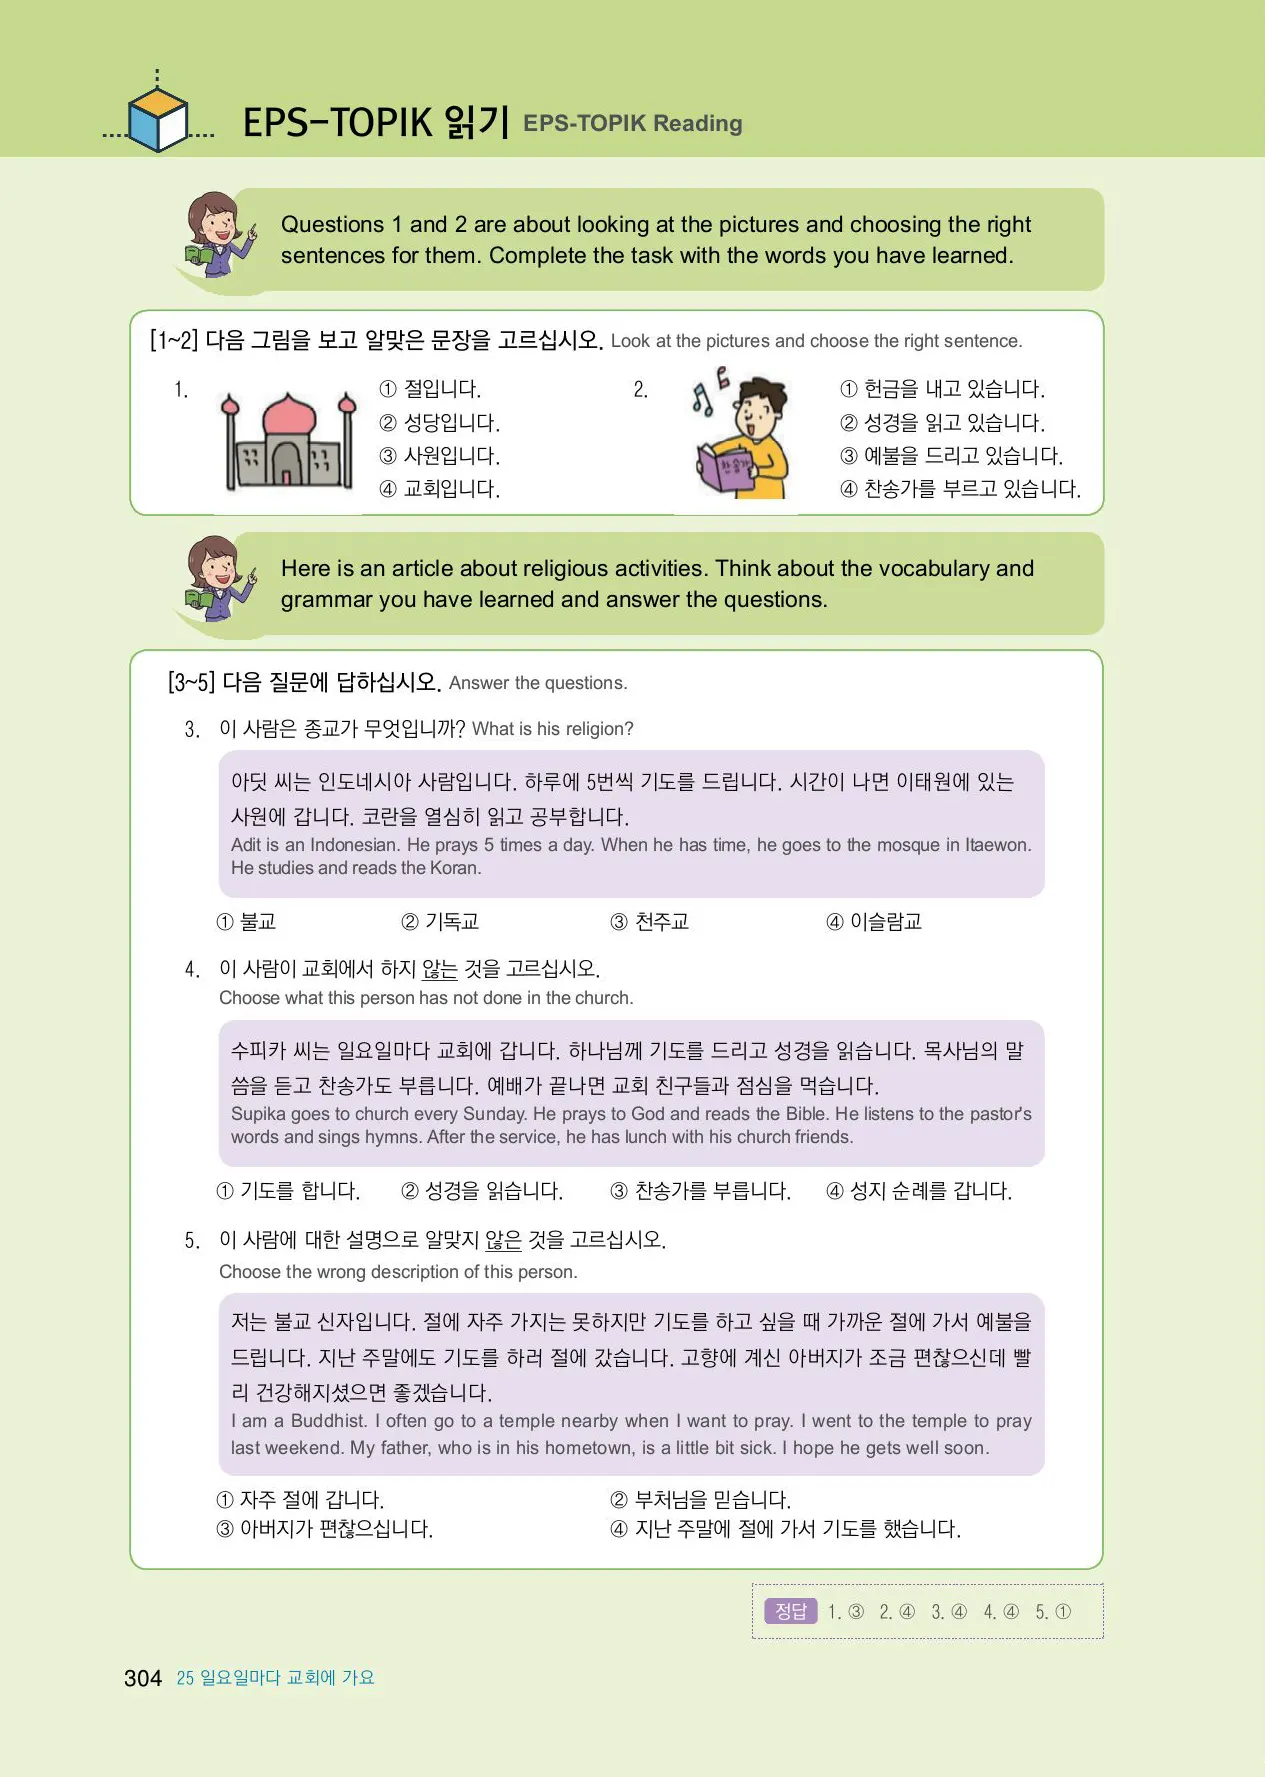 EPS-TOPIK 읽기 EPS-TOPIK Reading
Questions 1 and 2 are about looking at the pictures and choosing the right
sentences for them. Complete the task with the words you have learned.
[1~2] 다음 그림을 보고 알맞은 문장을 고르십시오. Look at the pictures and choose the right sentence.
1.
① 절입니다.
② 성당입니다.
③ 사원입니다.
④ 교회입니다.
2.
찬송가
① 헌금을 내고 있습니다.
② 성경을 읽고 있습니다.
③ 예불을 드리고 있습니다.
④ 찬송가를 부르고 있습니다.
Here is an article about religious activities. Think about the vocabulary and
grammar you have learned and answer the questions.
[3~5] 다음 질문에 답하십시오. Answer the questions.
3. 이 사람은 종교가 무엇입니까? What is his religion?
아딧 씨는 인도네시아 사람입니다. 하루에 5번씩 기도를 드립니다. 시간이 나면 이태원에 있는
사원에 갑니다. 코란을 열심히 읽고 공부합니다.
Adit is an Indonesian. He prays 5 times a day. When he has time, he goes to the mosque in Itaewon.
He studies and reads the Koran.
① 불교 ② 기독교 ③ 천주교 ④ 이슬람교
4. 이 사람이 교회에서 하지 않는 것을 고르십시오.
Choose what this person has not done in the church.
수피카 씨는 일요일마다 교회에 갑니다. 하나님께 기도를 드리고 성경을 읽습니다. 목사님의 말
씀을 듣고 찬송가도 부릅니다. 예배가 끝나면 교회 친구들과 점심을 먹습니다.
Supika goes to church every Sunday. He prays to God and reads the Bible. He listens to the pastor's
words and sings hymns. After the service, he has lunch with his church friends.
① 기도를 합니다. ② 성경을 읽습니다. ③ 찬송가를 부릅니다. ④ 성지 순례를 갑니다.
5. 이 사람에 대한 설명으로 알맞지 않은 것을 고르십시오.
Choose the wrong description of this person.
저는 불교 신자입니다. 절에 자주 가지는 못하지만 기도를 하고 싶을 때 가까운 절에 가서 예불을
드립니다. 지난 주말에도 기도를 하러 절에 갔습니다. 고향에 계신 아버지가 조금 편찮으신데 빨
리 건강해지셨으면 좋겠습니다.
I am a Buddhist. I often go to a temple nearby when I want to pray. I went to the temple to pray
last weekend. My father, who is in his hometown, is a little bit sick. I hope he gets well soon.
① 자주 절에 갑니다. ② 부처님을 믿습니다.
③ 아버지가 편찮으십니다. ④ 지난 주말에 절에 가서 기도를 했습니다.
정답 1. ③ 2. ④ 3. ④ 4. ④ 5. ①
304 25 일요일마다 교회에 가요